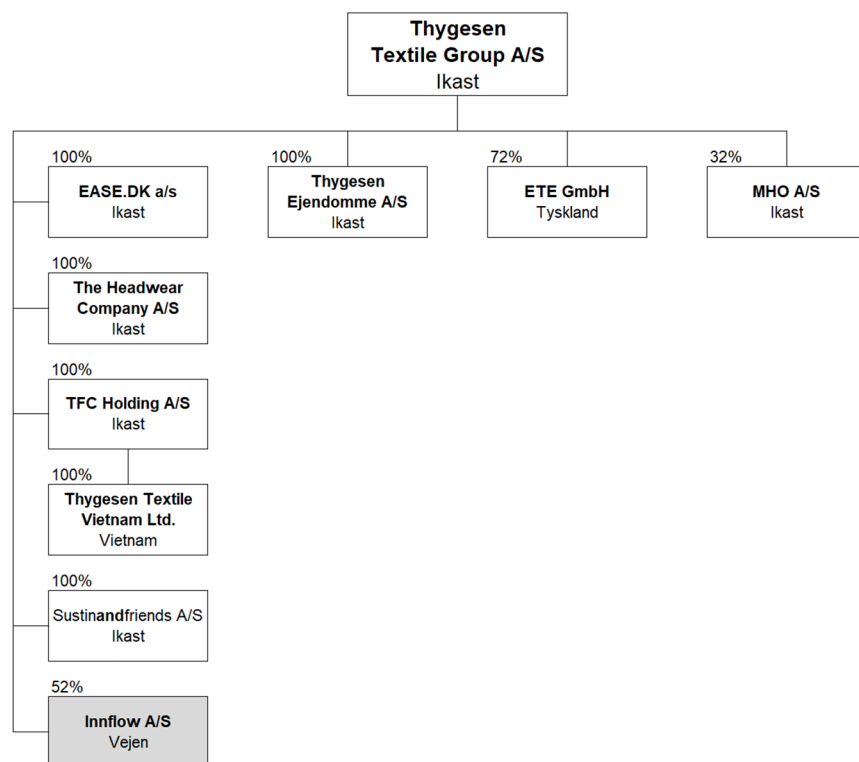 Thygesen
Textile Group A/S
Ikast
100%
EASE.DK a/s
Ikast
100%
Thygesen
Ejendomme A/S
Ikast
72%
ETE GmbH
Tyskland
32%
MHO A/S
Ikast
100%
The Headwear
Company A/S
Ikast
100%
TFC Holding A/S
Ikast
100%
Thygesen Textile
Vietnam Ltd.
Vietnam
100%
Sustinandfriends A/S
Ikast
52%
Innflow A/S
Vejen